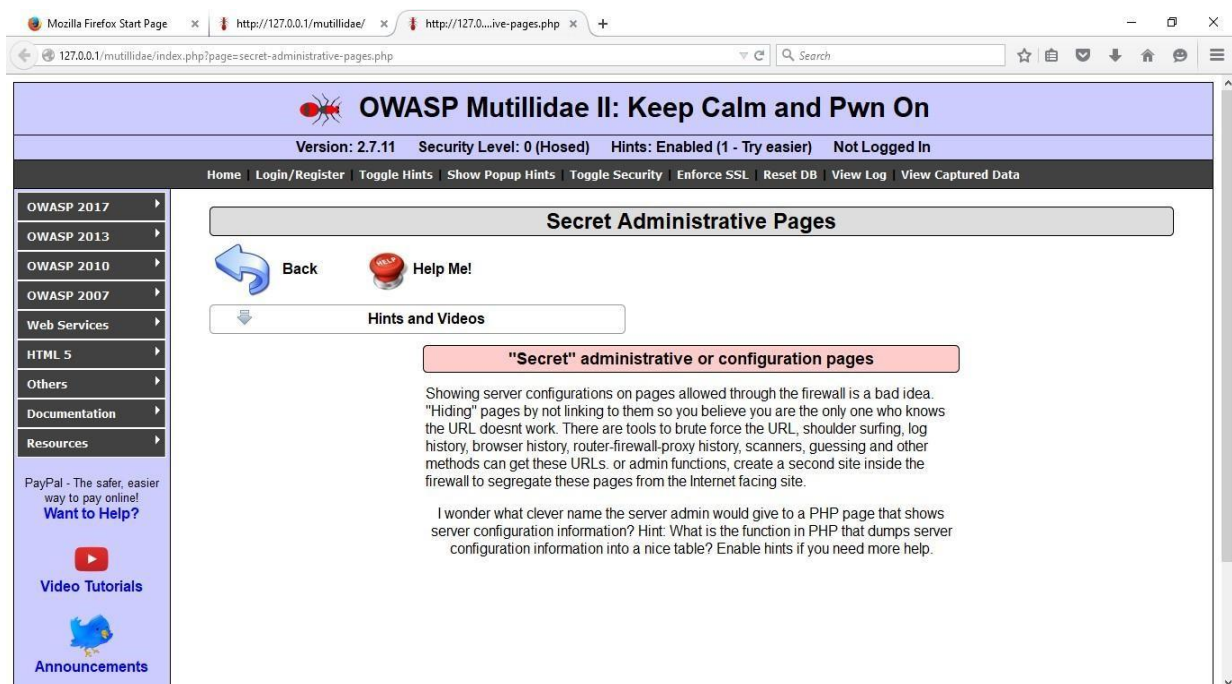 Mozilla Firefox Start Page
http://127.0.0.1/mutillidae/
http://127.0....ive-pages.php
127.0.0.1/mutillidae/index.php?page=secret-administrative-pages.php
Search
OWASP Mutillidae II: Keep Calm and Pwn On
Version: 2.7.11 Security Level: 0 (Hosed) Hints: Enabled (1 - Try easier) Not Logged In
Home | Login/Register | Toggle Hints | Show Popup Hints | Toggle Security | Enforce SSL | Reset DB | View Log | View Captured Data
OWASP 2017
OWASP 2013
OWASP 2010
OWASP 2007
Web Services
HTML 5
Others
Documentation
Resources
PayPal - The safer, easier
way to pay online!
Want to Help?
Video Tutorials
Announcements
Secret Administrative Pages
Back
HELP
Help Me!
Hints and Videos
"Secret" administrative or configuration pages
Showing server configurations on pages allowed through the firewall is a bad idea.
"Hiding" pages by not linking to them so you believe you are the only one who knows
the URL doesnt work. There are tools to brute force the URL, shoulder surfing, log
history, browser history, router-firewall-proxy history, scanners, guessing and other
methods can get these URLs. or admin functions, create a second site inside the
firewall to segregate these pages from the Internet facing site.
I wonder what clever name the server admin would give to a PHP page that shows
server configuration information? Hint: What is the function in PHP that dumps server
configuration information into a nice table? Enable hints if you need more help.